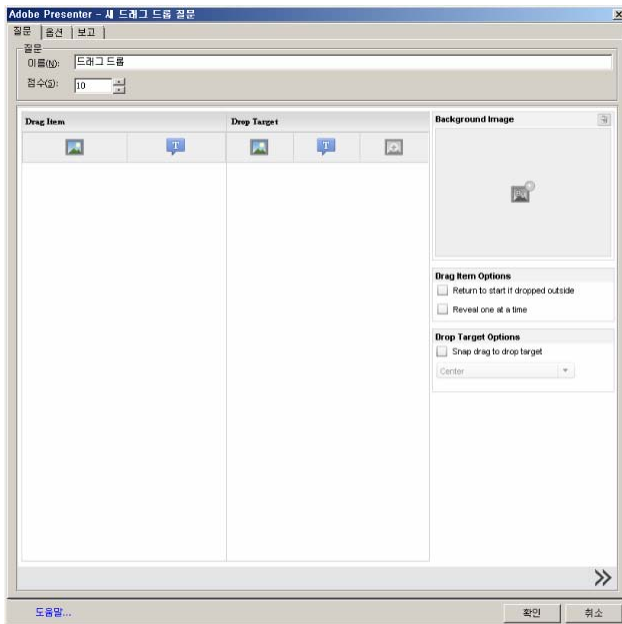 Adobe Presenter - 새 드래그 드롭 질문
질문 옵션 보고
질문
이름(N): 드래그 드롭
점수(S): 10
Drag Item Drop Target Background Image
T T
Drag Item Options
Return to start if dropped outside
Reveal one at a time
Drop Target Options
Snap drag to drop target
Center
도움말... 확인 취소